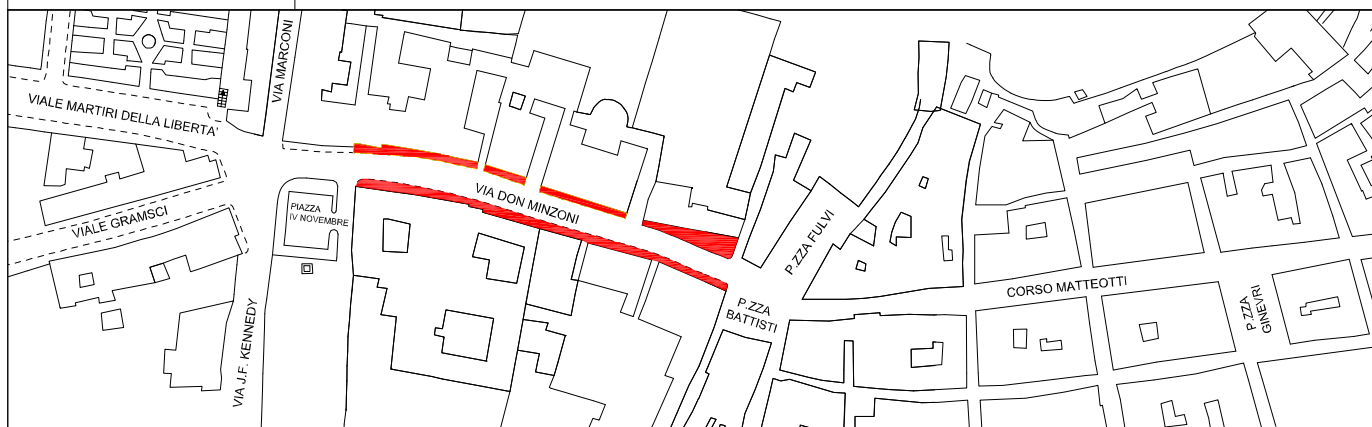 VIA MARCONI
VIALE MARTIRI DELLA LIBERTA'
VIALE GRAMSCI
PIAZZA
IV NOVEMBRE
VIA DON MINZONI
VIA J.F. KENNEDY
P.ZZA FULVI
P.ZZA
BATTISTI
CORSO MATTEOTTI
P.ZZA
GINEVRI